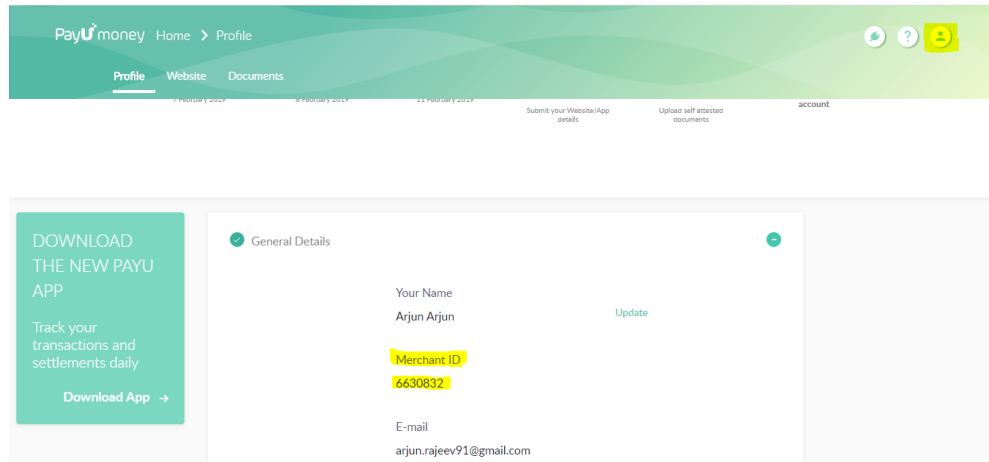 PayUmoney Home > Profile
?
Profile Website Documents
7 February 2019 8 February 2019 11 February 2019
account
Submit your Website/App
details
Upload self attested
documents
DOWNLOAD
THE NEW PAYU
APP
Track your
transactions and
settlements daily
Download App →
General Details
Your Name
Arjun Arjun
Update
Merchant ID
6630832
E-mail
arjun.rajeev91@gmail.com